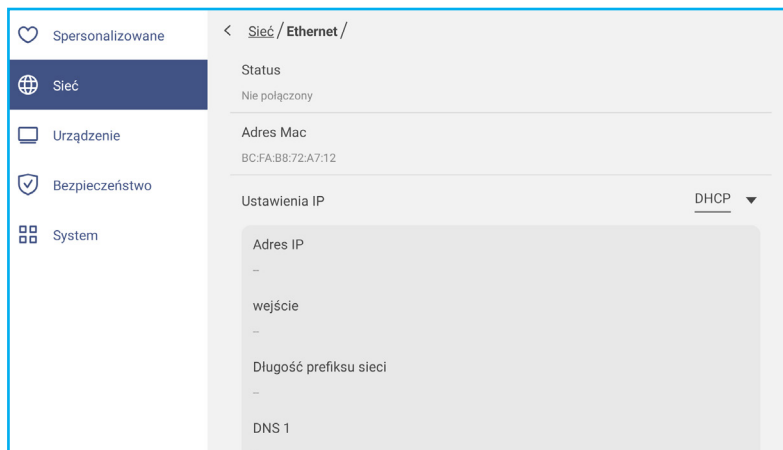 Spersonalizowane
Sieć
Urządzenie
Bezpieczeństwo
System
< Sieć / Ethernet /
Status
Nie połączony
Adres Mac
BC:FA:B8:72:A7:12
Ustawienia IP DHCP
Adres IP
--
wejście
--
Długość prefiksu sieci
--
DNS 1